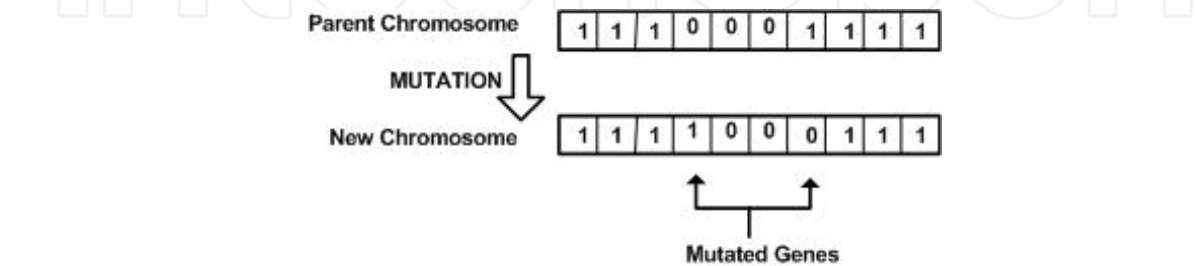 Parent Chromosome 1 1 1 0 0 0 1 1 1 1
MUTATION
New Chromosome 1 1 1 1 0 0 0 1 1 1
Mutated Genes